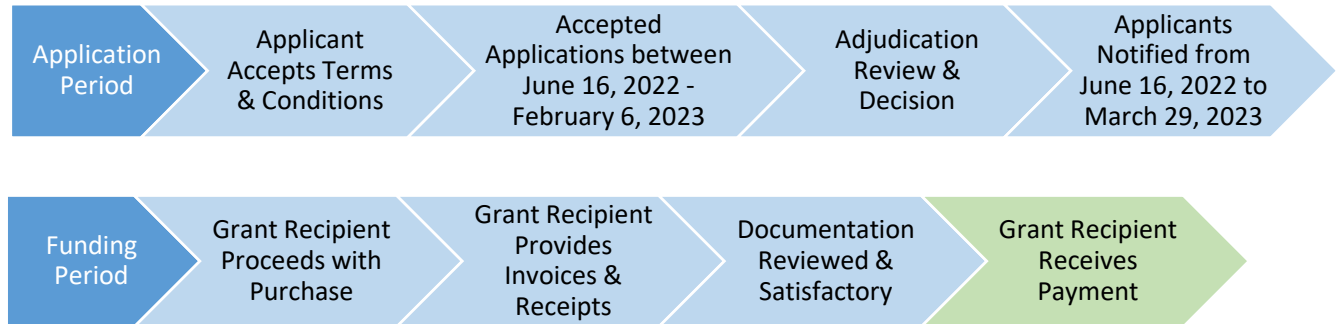 Application
Period
Applicant
Accepts Terms
& Conditions
Accepted
Applications between
June 16, 2022 -
February 6, 2023
Adjudication
Review &
Decision
Applicants
Notified from
June 16, 2022 to
March 29, 2023
Funding
Period
Grant Recipient
Proceeds with
Purchase
Grant Recipient
Provides
Invoices &
Receipts
Documentation
Reviewed &
Satisfactory
Grant Recipient
Receives
Payment